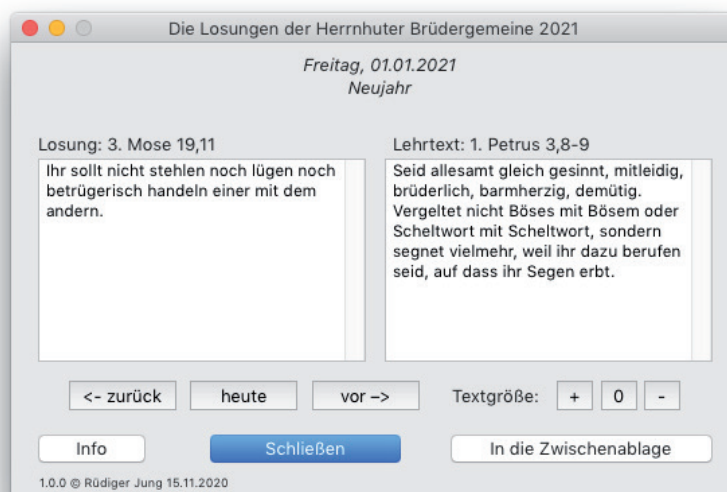 Die Losungen der Herrnhuter Brüdergemeine 2021
Freitag, 01.01.2021
Neujahr
Losung: 3. Mose 19,11
Ihr sollt nicht stehlen noch lügen noch
betrügerisch handeln einer mit dem
andern.
Lehrtext: 1. Petrus 3,8-9
Seid allesamt gleich gesinnt, mitleidig,
brüderlich, barmherzig, demütig.
Vergeltet nicht Böses mit Bösem oder
Scheltwort mit Scheltwort, sondern
segnet vielmehr, weil ihr dazu berufen
seid, auf dass ihr Segen erbt.
<- zurück heute vor –> Textgröße: + 0 -
Info Schließen In die Zwischenablage
1.0.0 © Rüdiger Jung 15.11.2020